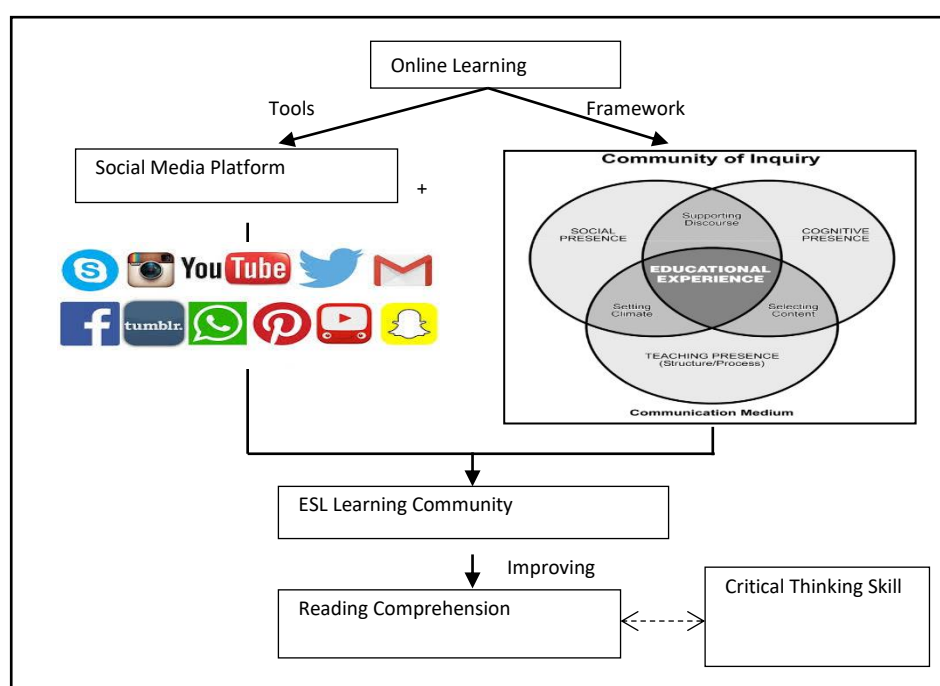 Online Learning
Tools
Framework
Social Media Platform
+
Community of Inquiry
SOCIAL
PRESENCE
Supporting
Discourse
COGNITIVE
PRESENCE
EDUCATIONAL
EXPERIENCE
Setting
Climate
Selecting
Content
TEACHING PRESENCE
(Structure/Process)
Communication Medium
YouTube
tumblr.
ESL Learning Community
Improving
Reading Comprehension
Critical Thinking Skill